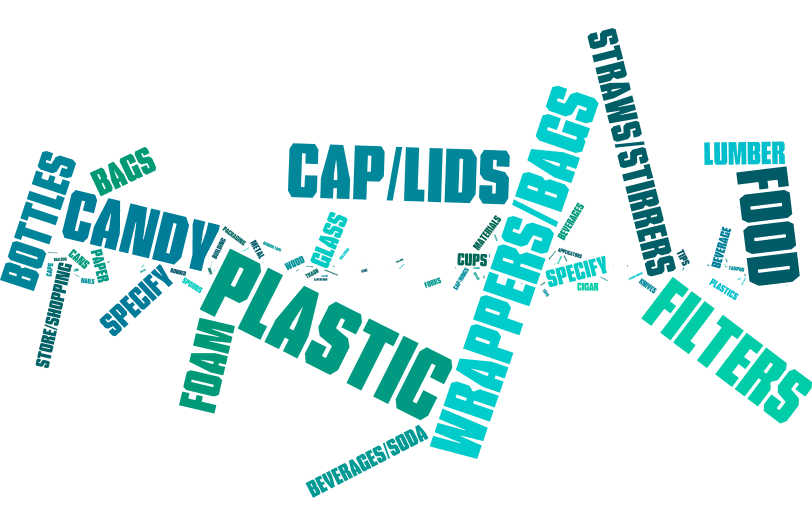 STRAWS/STIRRERS
WRAPPERS/BAGS
CAP/LIDS
LUMBER
FOOD
BAGS
BOTTLES
CANDY
PLASTIC
FILTERS
FOAM
BEVERAGES/SODA
STORE/SHOPPING
SPECIFY
SPECIFY
GLASS
CUPS
MATERIALS
BEVERAGES
BEVERAGE
PAPER
CANS
NAILS
CAPS
RUBBER
SPOONS
BUILDING
PACKAGING
METAL
WOOD
TRASH
FORKS
APPLICATORS
CIGAR
KNIVES
TIPS
TAMPON
PLASTICS